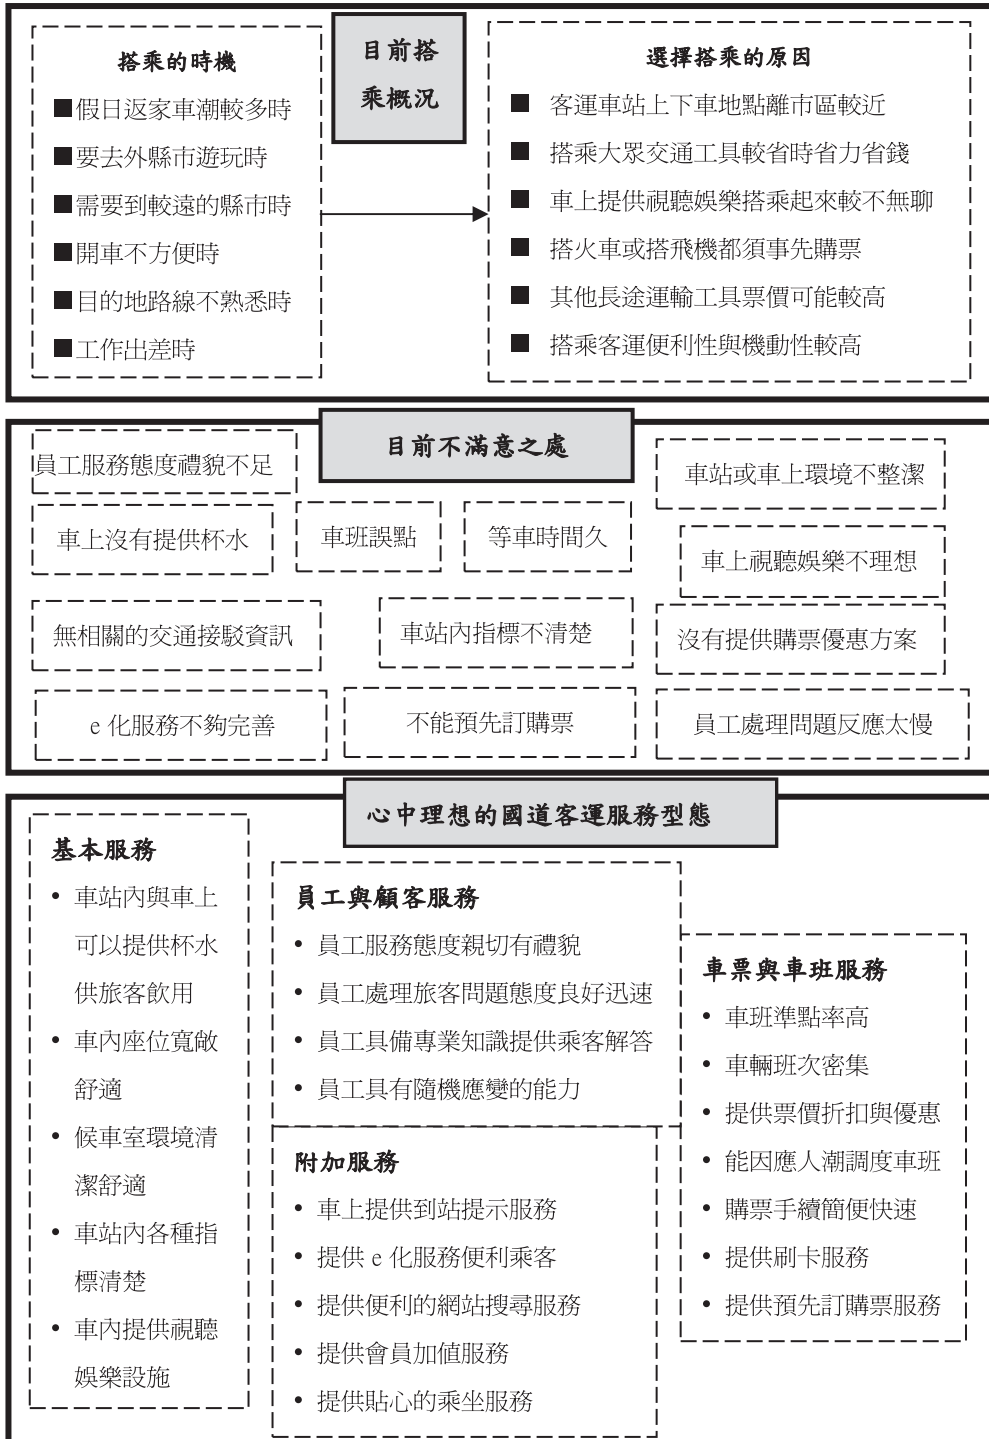 目前搭
乘概況
搭乘的時機
■假日返家車潮較多時
■要去外縣市遊玩時
■需要到較遠的縣市時
■開車不方便時
■目的地路線不熟悉時
■工作出差時
選擇搭乘的原因
■ 客運車站上下車地點離市區較近
■ 搭乘大眾交通工具較省時省力省錢
■ 車上提供視聽娛樂搭乘起來較不無聊
■ 搭火車或搭飛機都須事先購票
■ 其他長途運輸工具票價可能較高
■ 搭乘客運便利性與機動性較高
目前不滿意之處
員工服務態度禮貌不足
車站或車上環境不整潔
車上沒有提供杯水
車班誤點
等車時間久
車上視聽娛樂不理想
無相關的交通接駁資訊
車站內指標不清楚
沒有提供購票優惠方案
e 化服務不夠完善
不能預先訂購票
員工處理問題反應太慢
心中理想的國道客運服務型態
基本服務
• 車站內與車上
可以提供杯水
供旅客飲用
• 車內座位寬敞
舒適
• 候車室環境清
潔舒適
• 車站內各種指
標清楚
• 車內提供視聽
娛樂設施
員工與顧客服務
• 員工服務態度親切有禮貌
• 員工處理旅客問題態度良好迅速
• 員工具備專業知識提供乘客解答
• 員工具有隨機應變的能力
附加服務
• 車上提供到站提示服務
• 提供 e 化服務便利乘客
• 提供便利的網站搜尋服務
• 提供會員加值服務
• 提供貼心的乘坐服務
車票與車班服務
• 車班準點率高
• 車輛班次密集
• 提供票價折扣與優惠
• 能因應人潮調度車班
• 購票手續簡便快速
• 提供刷卡服務
• 提供預先訂購票服務